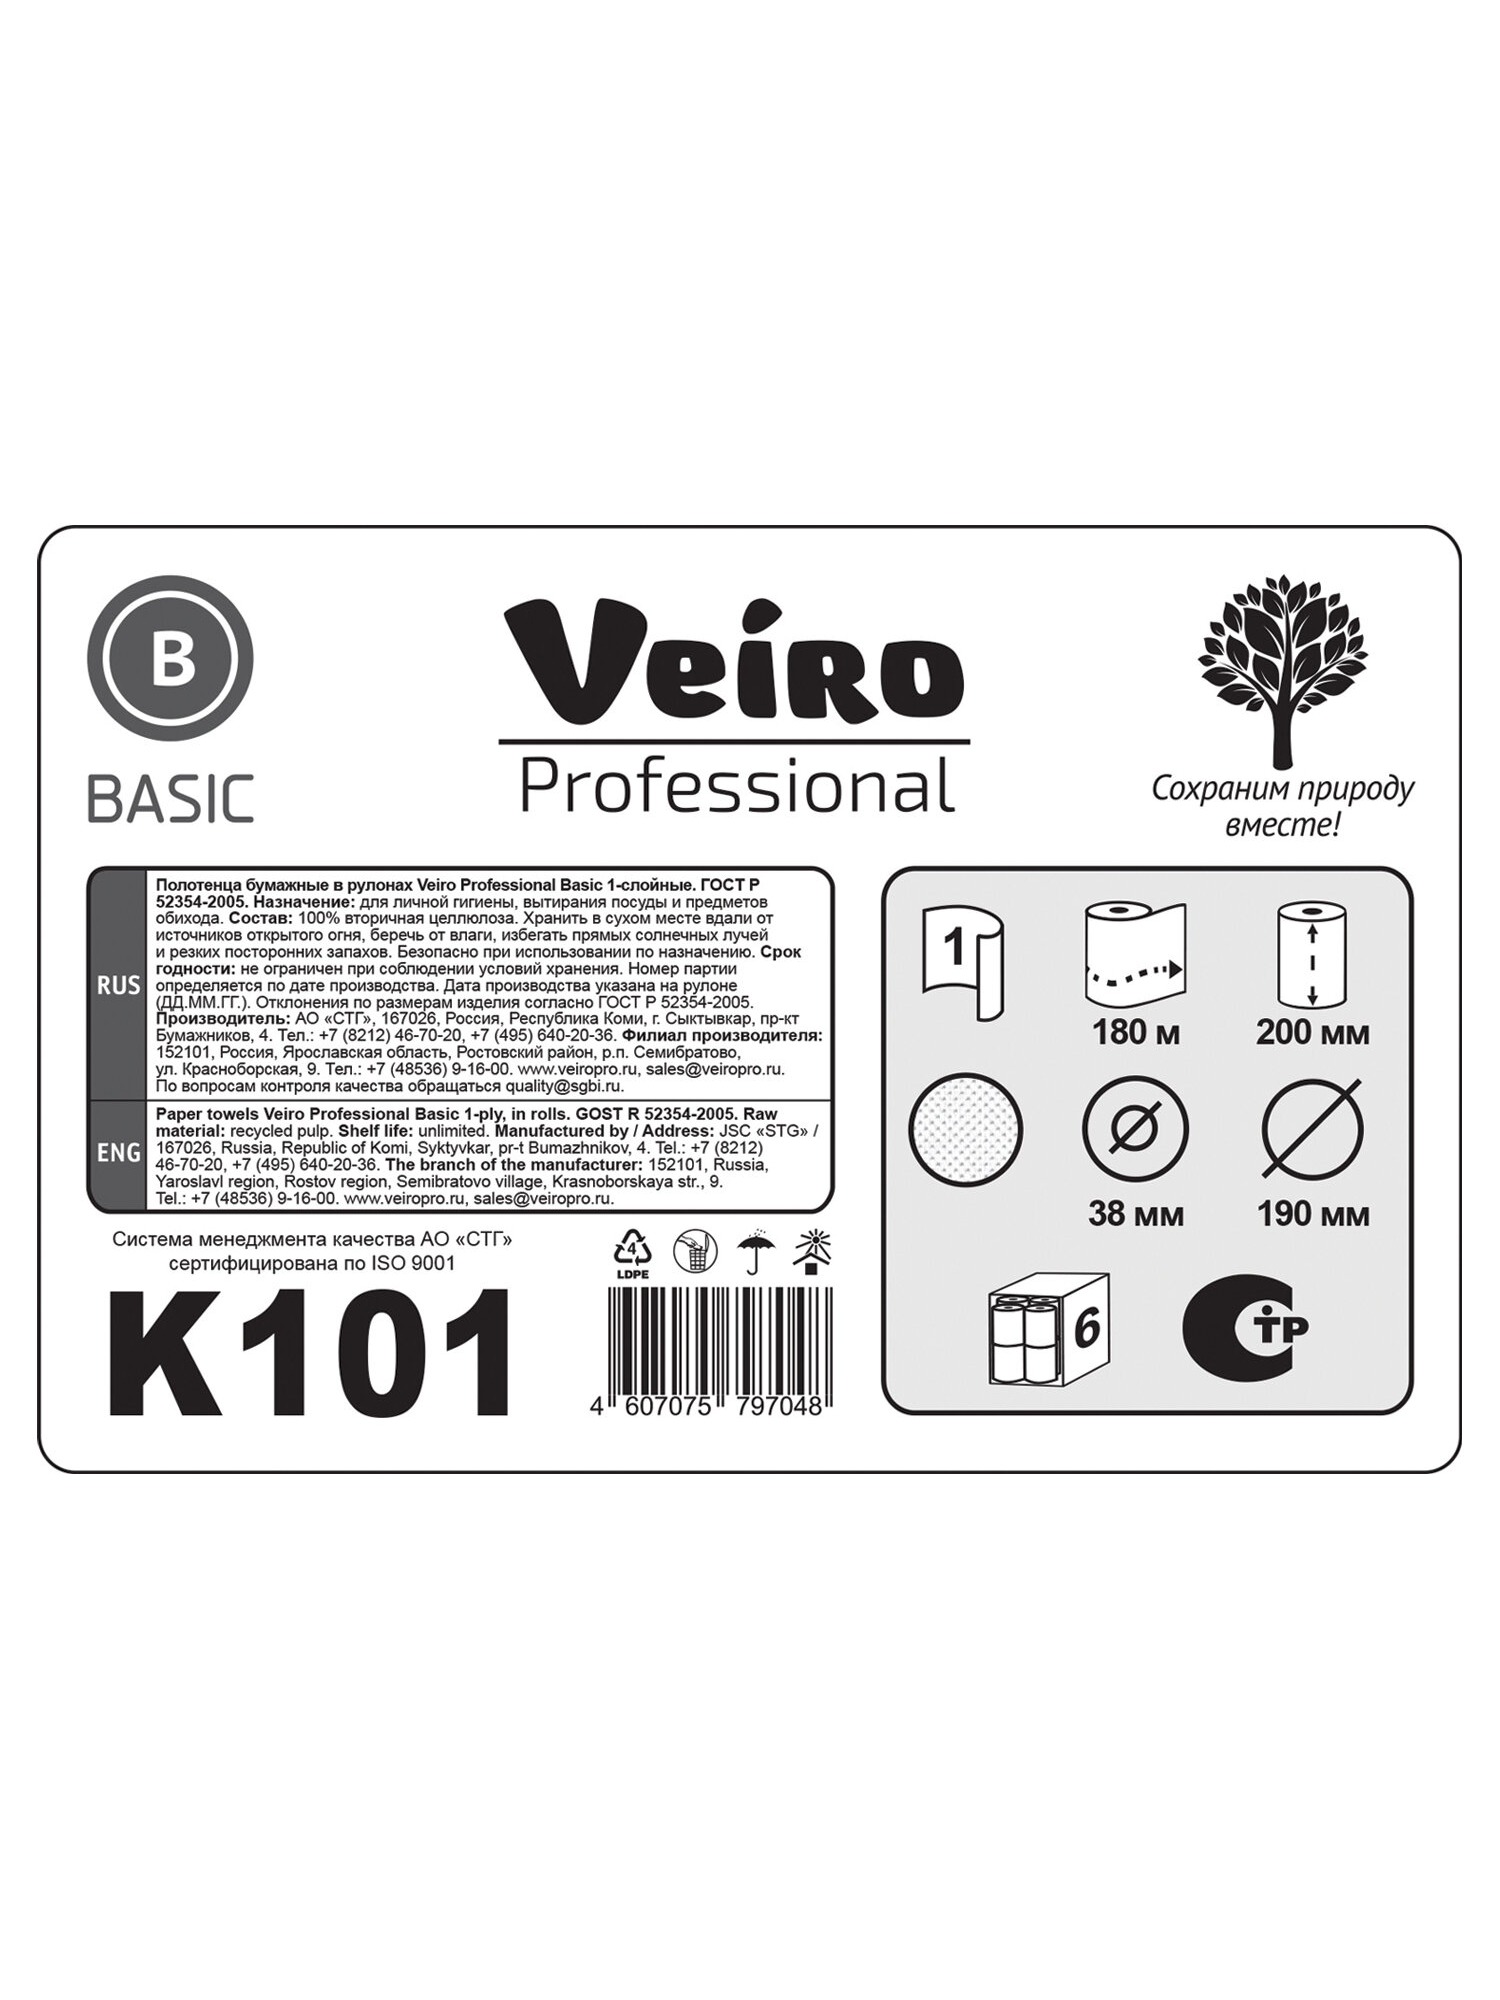 B
BASIC
Veiro
Professional
Сохраним природу
вместе!
RUS
Полотенца бумажные в рулонах Veiro Professional Basic 1-слойные. ГОСТ Р
52354-2005. Назначение: для личной гигиены, вытирания посуды и предметов
обихода. Состав: 100% вторичная целлюлоза. Хранить в сухом месте вдали от
источников открытого огня, беречь от влаги, избегать прямых солнечных лучей
и резких посторонних запахов. Безопасно при использовании по назначению. Срок
годности: не ограничен при соблюдении условий хранения. Номер партии
определяется по дате производства. Дата производства указана на рулоне
(ДД.ММ.ГГ.). Отклонения по размерам изделия согласно ГОСТ Р 52354-2005.
Производитель: АО «СТГ», 167026, Россия, Республика Коми, г. Сыктывкар, пр-кт
Бумажников, 4. Тел.: +7 (8212) 46-70-20, +7 (495) 640-20-36. Филиал производителя:
152101, Россия, Ярославская область, Ростовский район, р.п. Семибратово,
ул. Красноборская, 9. Тел.: +7 (48536) 9-16-00. www.veiropro.ru, sales@veiropro.ru.
По вопросам контроля качества обращаться quality@sgbi.ru.
ENG
Paper towels Veiro Professional Basic 1-ply, in rolls. GOST R 52354-2005. Raw
material: recycled pulp. Shelf life: unlimited. Manufactured by / Address: JSC «STG» /
167026, Russia, Republic of Komi, Syktyvkar, pr-t Bumazhnikov, 4. Tel.: +7 (8212)
46-70-20, +7 (495) 640-20-36. The branch of the manufacturer: 152101, Russia,
Yaroslavl region, Rostov region, Semibratovo village, Krasnoborskaya str., 9.
Tel.: +7 (48536) 9-16-00. www.veiropro.ru, sales@veiropro.ru.
Система менеджмента качества АО «СТГ»
сертифицирована по ISO 9001
K101
4
LDPE
4 607075 797048
1
180 м
200 мм
38 мм
190 мм
6
СТР